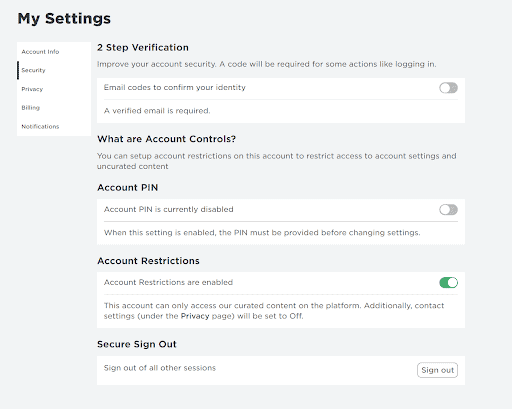 My Settings
Account Info
Security
Privacy
Billing
Notifications
2 Step Verification
Improve your account security. A code will be required for some actions like logging in.
Email codes to confirm your identity
A verified email is required.
What are Account Controls?
You can setup account restrictions on this account to restrict access to account settings and
uncurated content
Account PIN
Account PIN is currently disabled
When this setting is enabled, the PIN must be provided before changing settings.
Account Restrictions
Account Restrictions are enabled
This account can only access our curated content on the platform. Additionally, contact
settings (under the Privacy page) will be set to Off.
Secure Sign Out
Sign out of all other sessions
Sign out